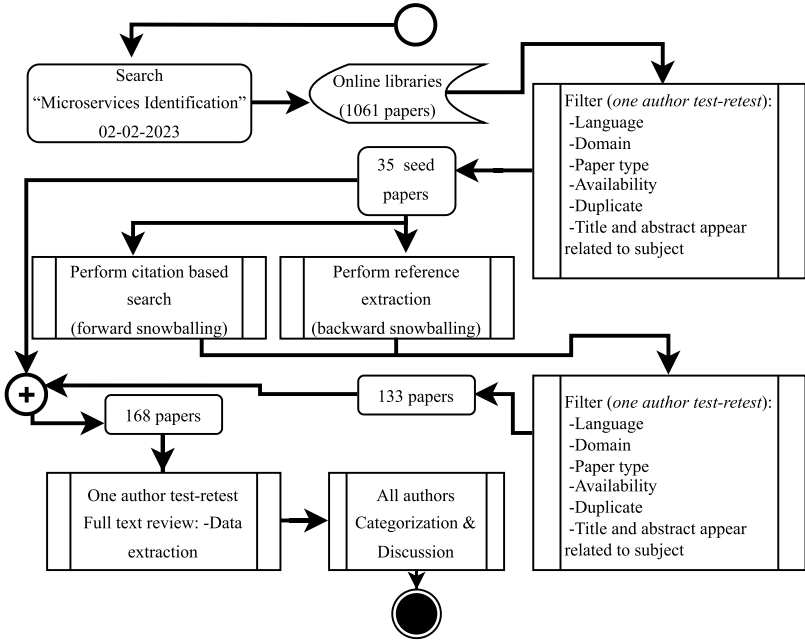 Search
“Microservices Identification”
02-02-2023
Online libraries
(1061 papers)
Filter (one author test-retest):
-Language
-Domain
-Paper type
-Availability
-Duplicate
-Title and abstract appear
related to subject
35 seed
papers
Perform citation based
search
(forward snowballing)
Perform reference
extraction
(backward snowballing)
Filter (one author test-retest):
-Language
-Domain
-Paper type
-Availability
-Duplicate
-Title and abstract appear
related to subject
133 papers
+
168 papers
One author test-retest
Full text review: -Data
extraction
All authors
Categorization &
Discussion